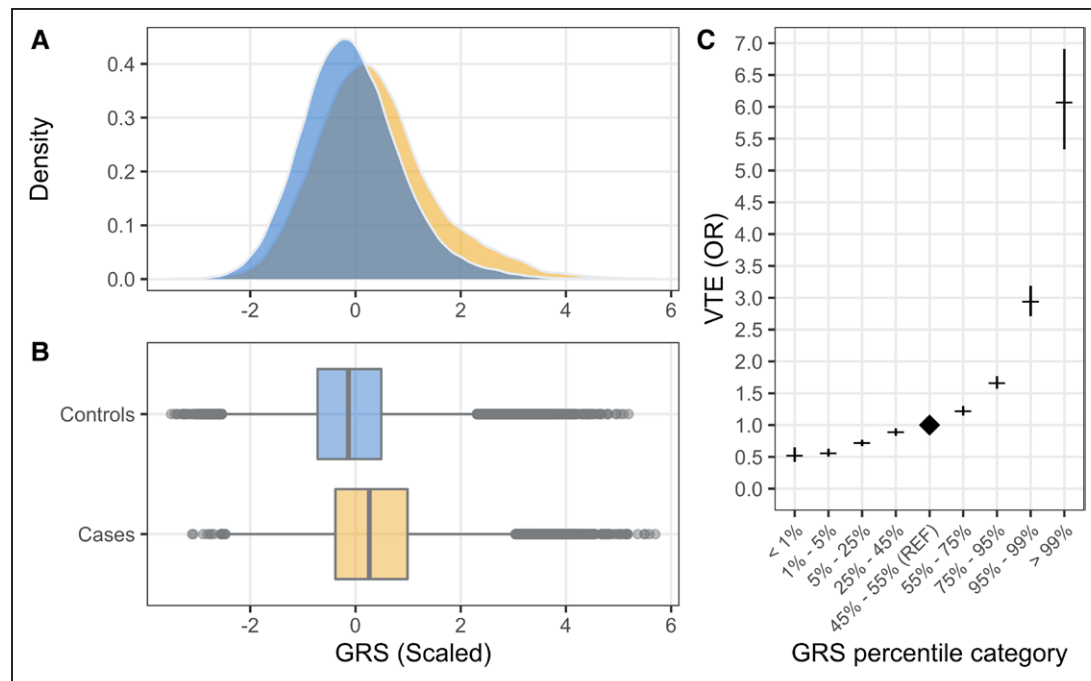 A
Density
0.4
0.3
0.2
0.1
0.0
-2 0 2 4 6
B
Controls
Cases
-2 0 2 4 6
GRS (Scaled)
C
VTE (OR)
7.0
6.5
6.0
5.5
5.0
4.5
4.0
3.5
3.0
2.5
2.0
1.5
1.0
0.5
0.0
< 1%
1% - 5%
5% - 25%
25% - 45%
45% - 55% (REF)
55% - 75%
75% - 95%
95% - 99%
> 99%
GRS percentile category